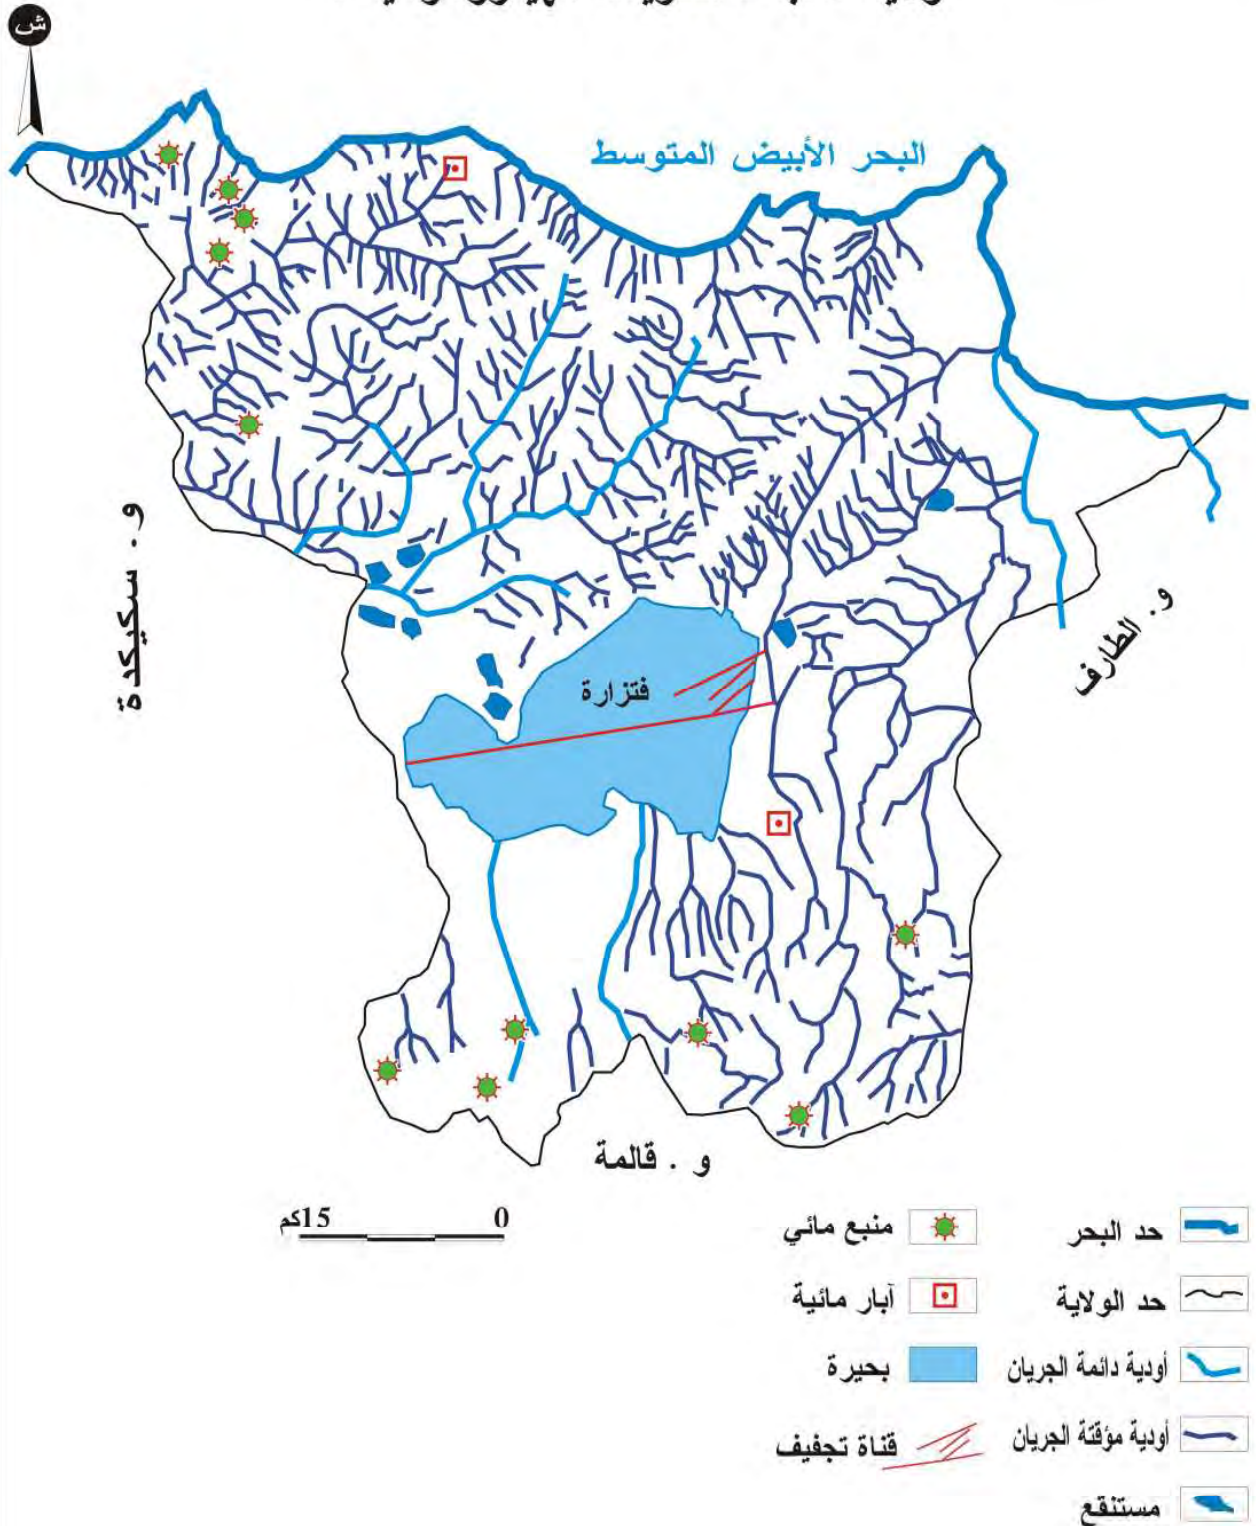 ش
البحر الأبيض المتوسط
و. سكيكدة
و. الطارف
فتزارة
و. قالمة
0 15كم
حد البحر
منبع مائي
حد الولاية
آبار مائية
أودية دائمة الجريان
بحيرة
أودية مؤقتة الجريان
قناة تجفيف
مستنقع